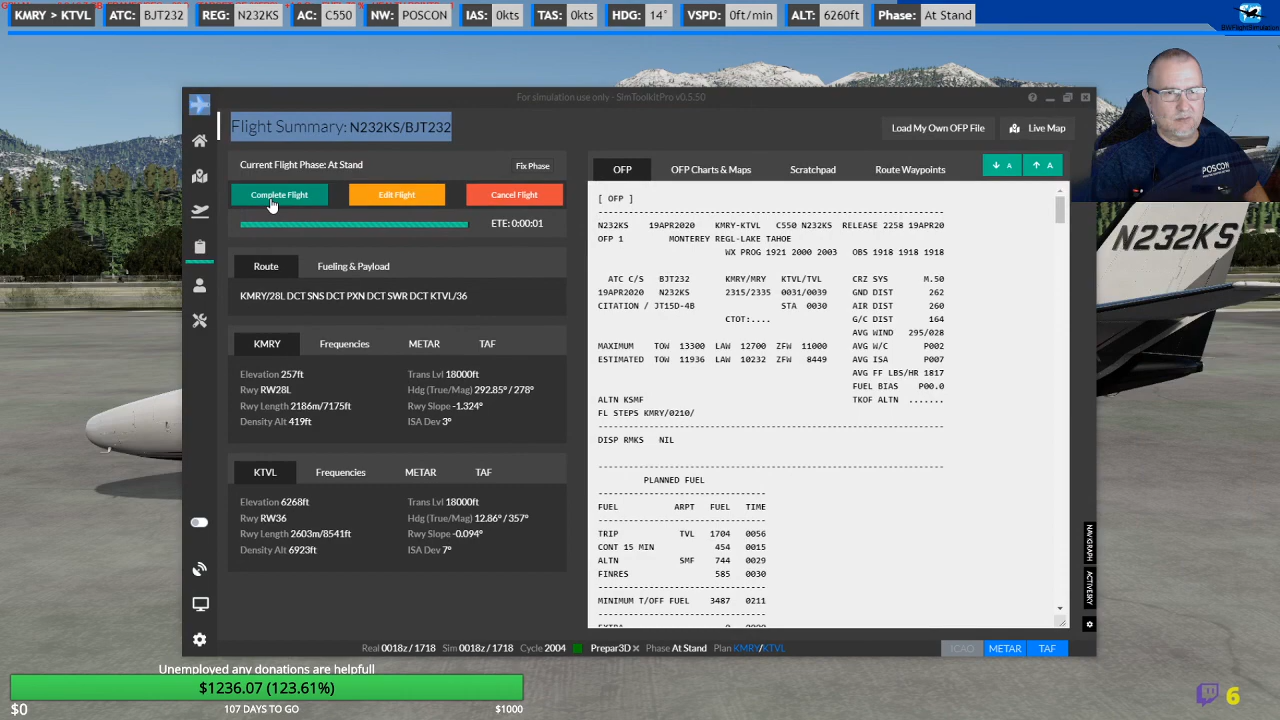 KMRY > KTVL ATC: BJT232 REG: N232KS AC: C550 NW: POSCON IAS: 0kts TAS: 0kts HDG: 14° VSPD: 0ft/min ALT: 6260ft Phase: At Stand
For simulation use only - SimToolkitPro v0.5.50
Flight Summary: N232KS/BJT232
Load My Own OFP File Live Map
Current Flight Phase: At Stand Fix Phase
Complete Flight Edit Flight Cancel Flight
ETE: 0:00:01
Route Fueling & Payload
KMRY/28L DCT SNS DCT PXN DCT SWR DCT KTVL/36
KMRY Frequencies METAR TAF
Elevation 257ft Trans Lvl 18000ft
Rwy RW28L Hdg (True/Mag) 292.85° / 278°
Rwy Length 2186m/7175ft Rwy Slope -1.324°
Density Alt 419ft ISA Dev 3°
KTVL Frequencies METAR TAF
Elevation 6268ft Trans Lvl 18000ft
Rwy RW36 Hdg (True/Mag) 12.86° / 357°
Rwy Length 2603m/8541ft Rwy Slope -0.094°
Density Alt 6923ft ISA Dev 7°
OFP OFP Charts & Maps Scratchpad Route Waypoints A A
[ OFP ]
N232KS 19APR2020 KMRY-KTVL C550 N232KS RELEASE 2258 19APR20
OFP 1 MONTEREY REGL-LAKE TAHOE
WX PROG 1921 2000 2003 OBS 1918 1918 1918
ATC C/S BJT232 KMRY/MRY KTVL/TVL CRZ SYS M.50
19APR2020 N232KS 2315/2335 0031/0039 GND DIST 262
CITATION / JT15D-4B STA 0030 AIR DIST 260
CTOT:.... G/C DIST 164
AVG WIND 295/028
MAXIMUM TOW 13300 LAW 12700 ZFW 11000 AVG W/C P002
ESTIMATED TOW 11936 LAW 10232 ZFW 8449 AVG ISA P007
AVG FF LBS/HR 1817
FUEL BIAS P00.0
ALTN KSMF TKOF ALTN .......
FL STEPS KMRY/0210/
DISP RMKS NIL
PLANNED FUEL
FUEL ARPT FUEL TIME
TRIP TVL 1704 0056
CONT 15 MIN 454 0015
ALTN SMF 744 0029
FINRES 585 0030
MINIMUM T/OFF FUEL 3487 0211
NAVIGRAPH
ACTIVESKY
Real 0018z / 1718 Sim 0018z / 1718 Cycle 2004 Prepar3D Phase At Stand Plan KMRY/KTVL ICAO METAR TAF
POSCON
N232KS
Unemployed any donations are helpful!
$1236.07 (123.61%)
$0 107 DAYS TO GO $1000
6